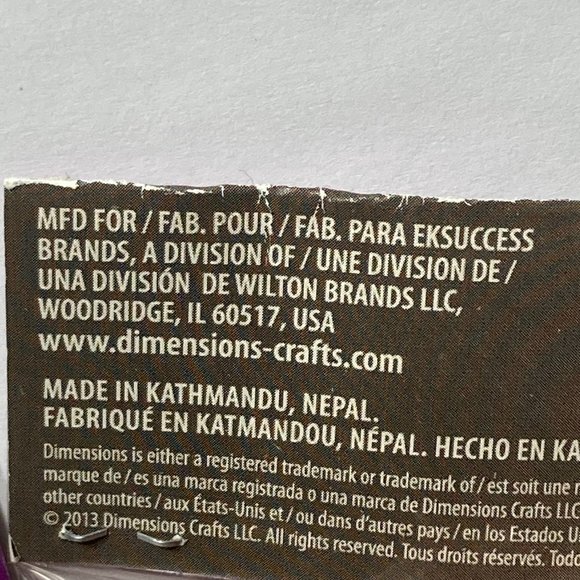 MFD FOR / FAB. POUR / FÁB. PARA EKSUCCESS
BRANDS, A DIVISION OF / UNE DIVISION DE /
UNA DIVISIÓN DE WILTON BRANDS LLC,
WOODRIDGE, IL 60517, USA
www.dimensions-crafts.com
MADE IN KATHMANDU, NEPAL.
FABRIQUÉ EN KATMANDOU, NÉPAL. HECHO EN KA
Dimensions is either a registered trademark or trademark of / est soit une
marque de / es una marca registrada o una marca de Dimensions Crafts LLC
other countries / aux États-Unis et / ou dans d'autres pays / en los Estados U
© 2013 Dimensions Crafts LLC. All rights reserved. Tous droits réservés. Todo